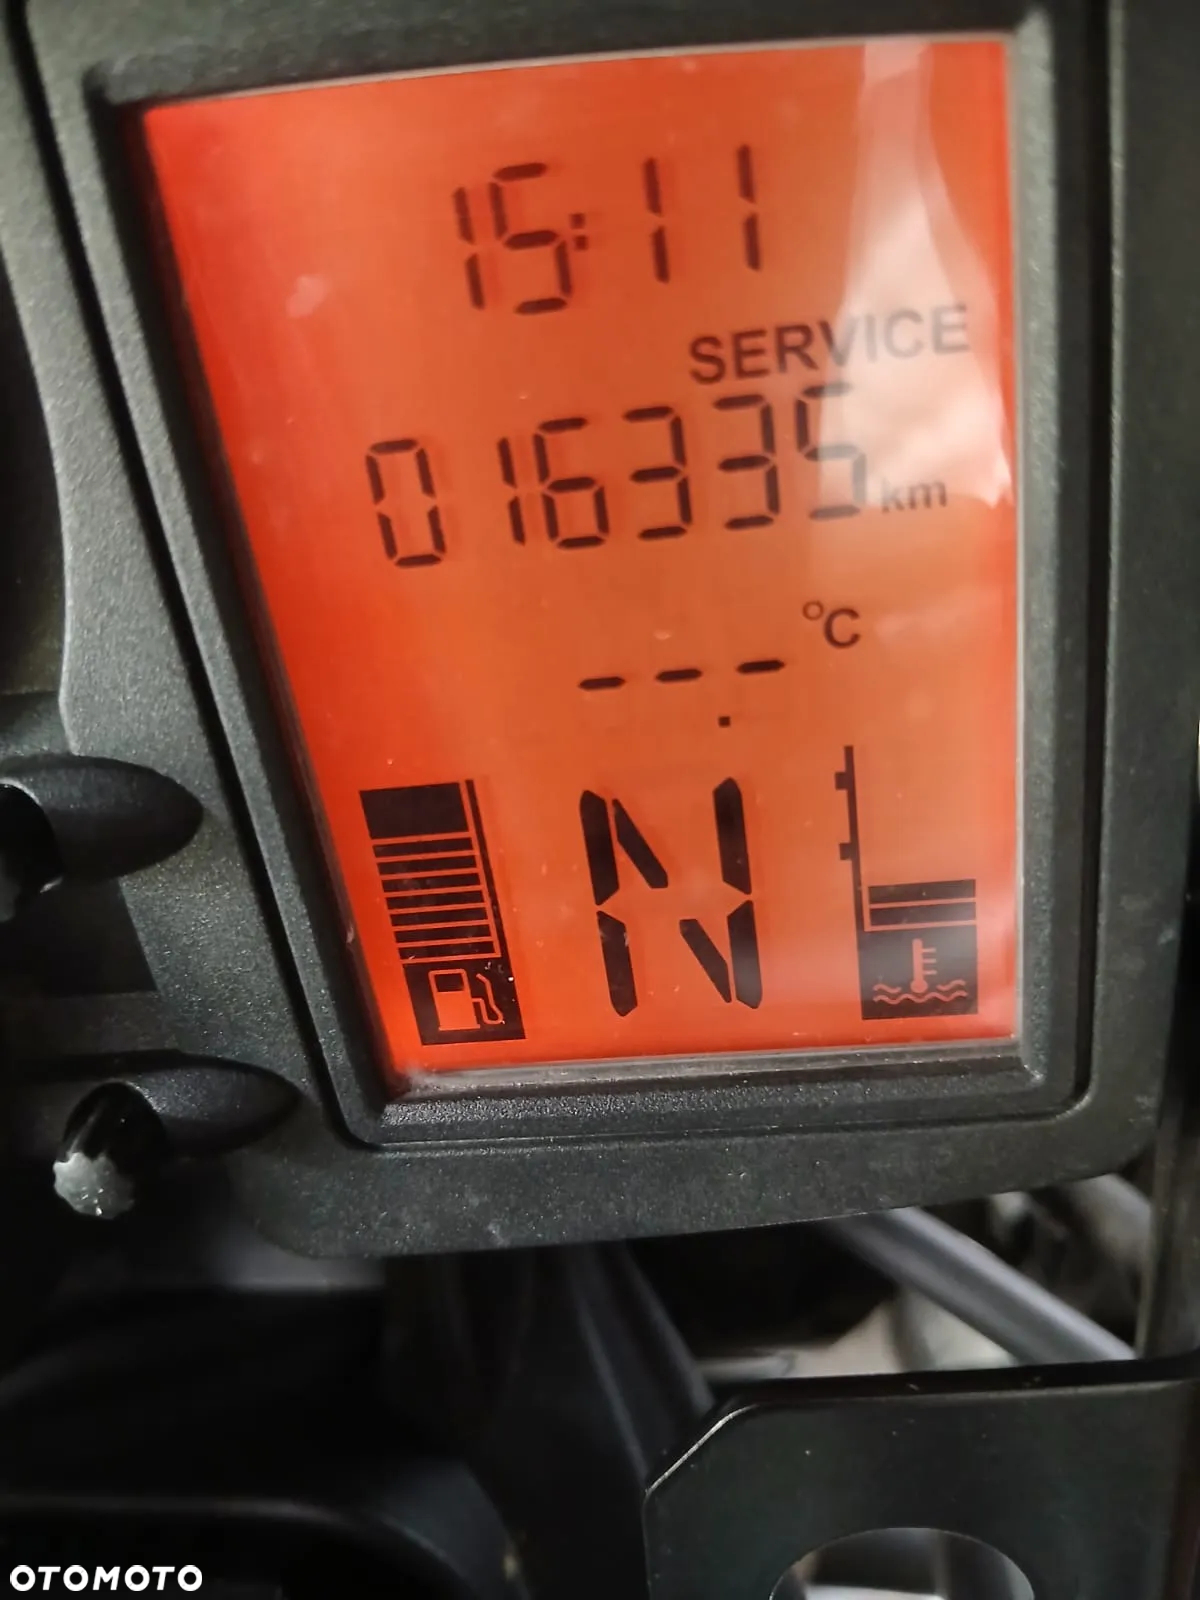 15:11
SERVICE
016335 km
---. °C
N
OTOMOTO